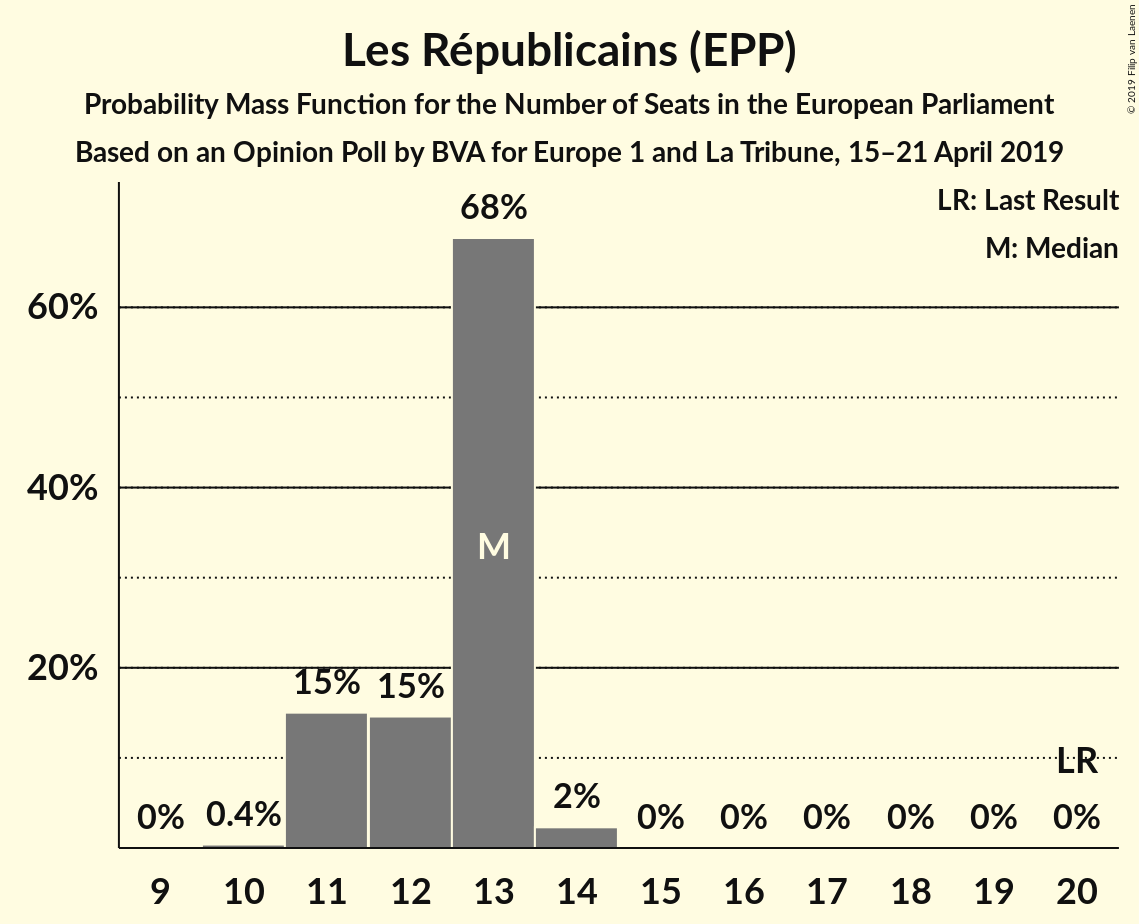 Les Républicains (EPP)
Probability Mass Function for the Number of Seats in the European Parliament
Based on an Opinion Poll by BVA for Europe 1 and La Tribune, 15–21 April 2019
© 2019 Filip van Laenen
LR: Last Result
M: Median
60%
40%
20%
0%
0.4%
15%
15%
68%
M
2%
0%
0%
0%
0%
0%
LR
0%
9 10 11 12 13 14 15 16 17 18 19 20